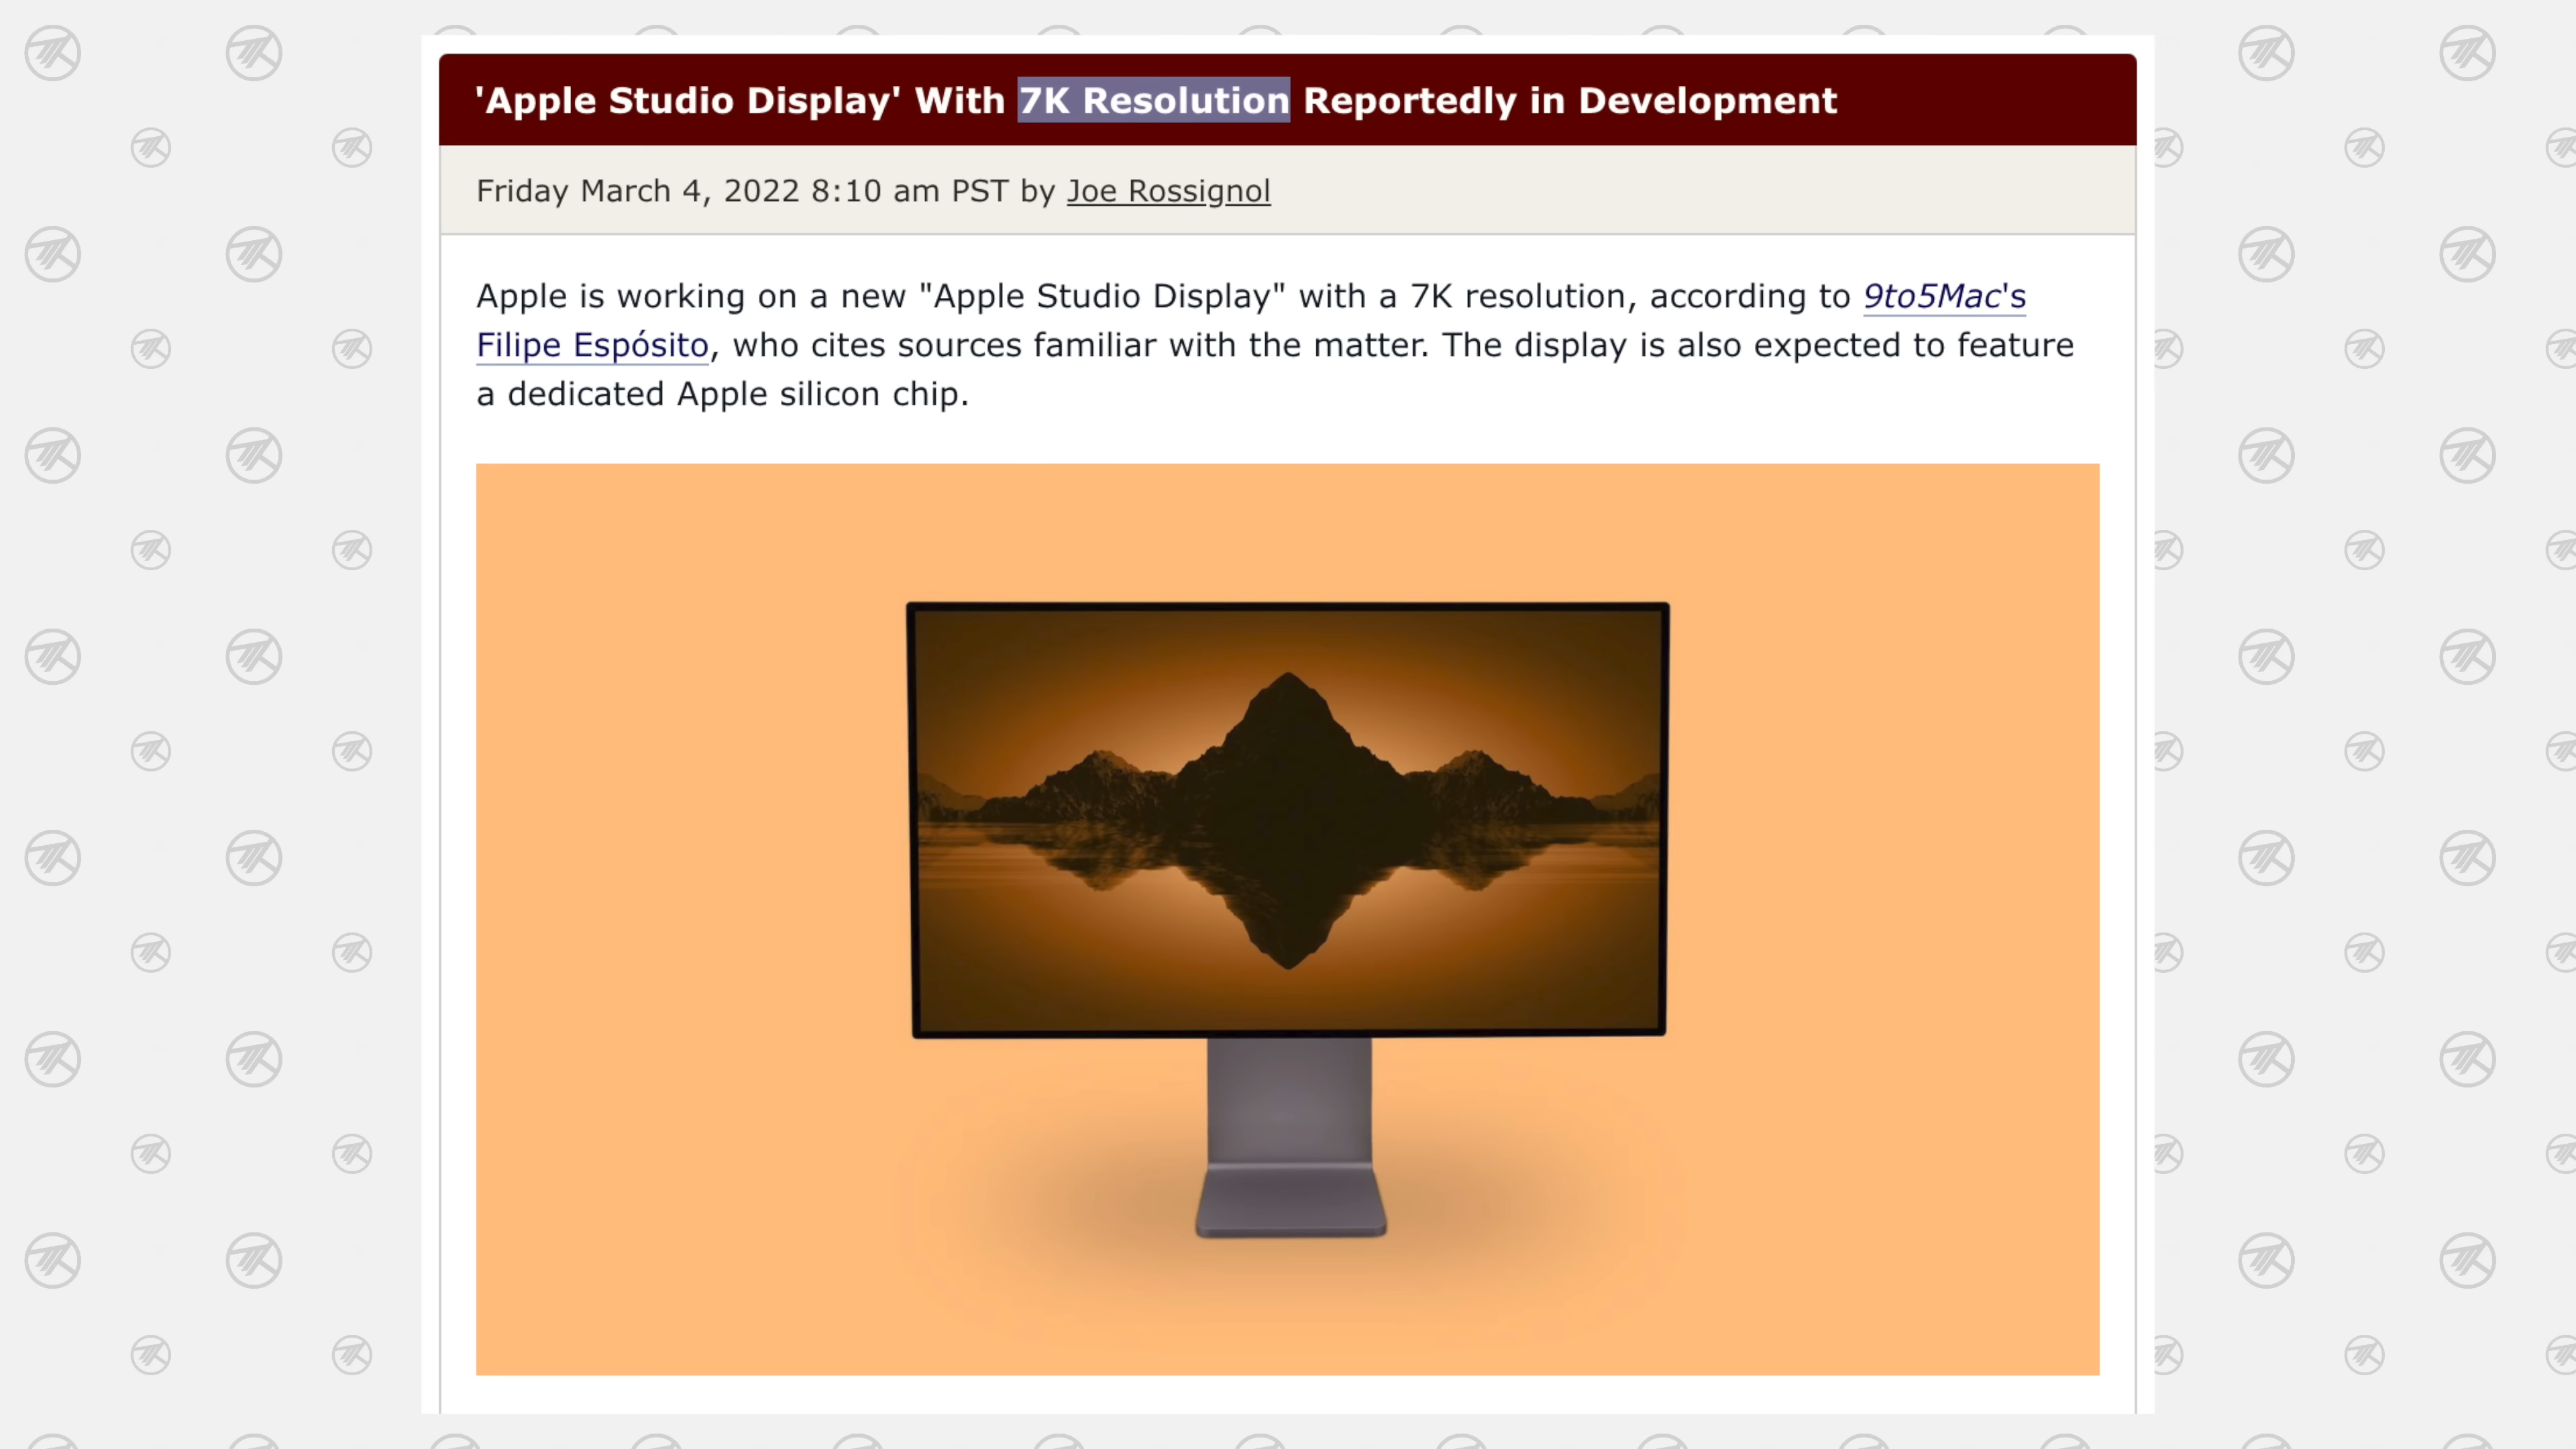 'Apple Studio Display' With 7K Resolution Reportedly in Development
Friday March 4, 2022 8:10 am PST by Joe Rossignol
Apple is working on a new "Apple Studio Display" with a 7K resolution, according to 9to5Mac's
Filipe Espósito, who cites sources familiar with the matter. The display is also expected to feature
a dedicated Apple silicon chip.